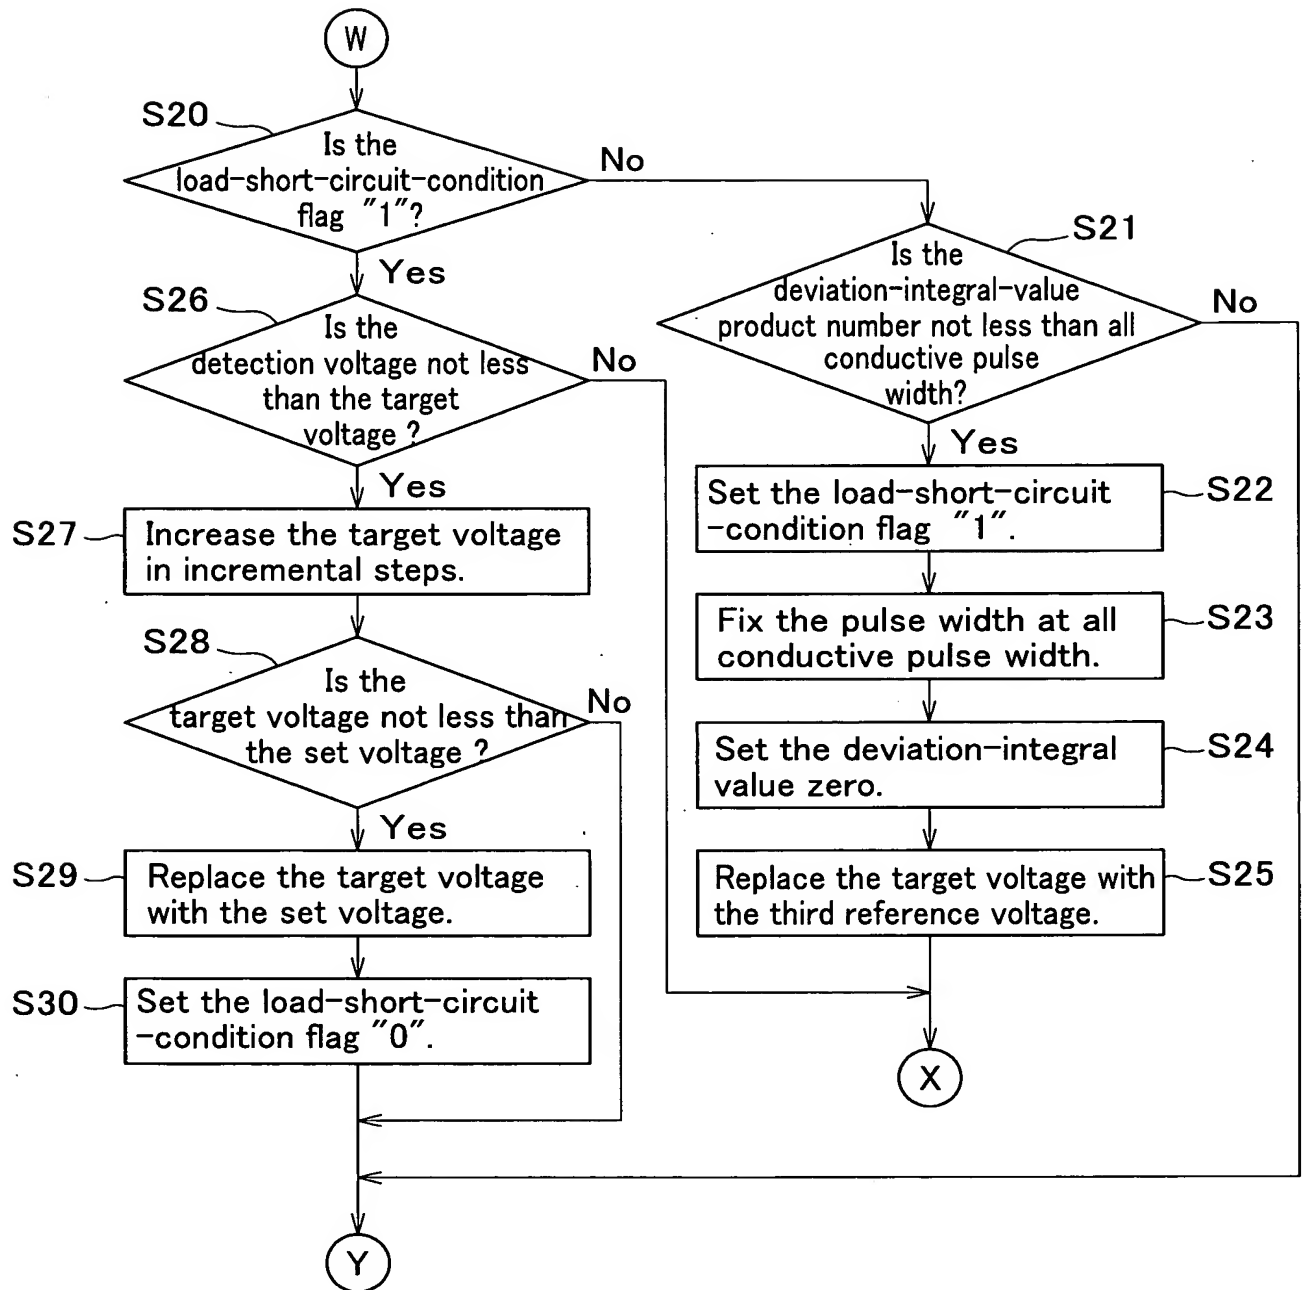 W
S20
Is the
load-short-circuit-condition
flag "1"?
No
Yes
S21
Is the
deviation-integral-value
product number not less than all
conductive pulse
width?
No
Yes
S26
Is the
detection voltage not less
than the target
voltage ?
No
Yes
S22
Set the load-short-circuit
-condition flag "1".
S27
Increase the target voltage
in incremental steps.
S23
Fix the pulse width at all
conductive pulse width.
S28
Is the
target voltage not less than
the set voltage ?
No
Yes
S24
Set the deviation-integral
value zero.
S29
Replace the target voltage
with the set voltage.
S25
Replace the target voltage with
the third reference voltage.
S30
Set the load-short-circuit
-condition flag "0".
X
Y